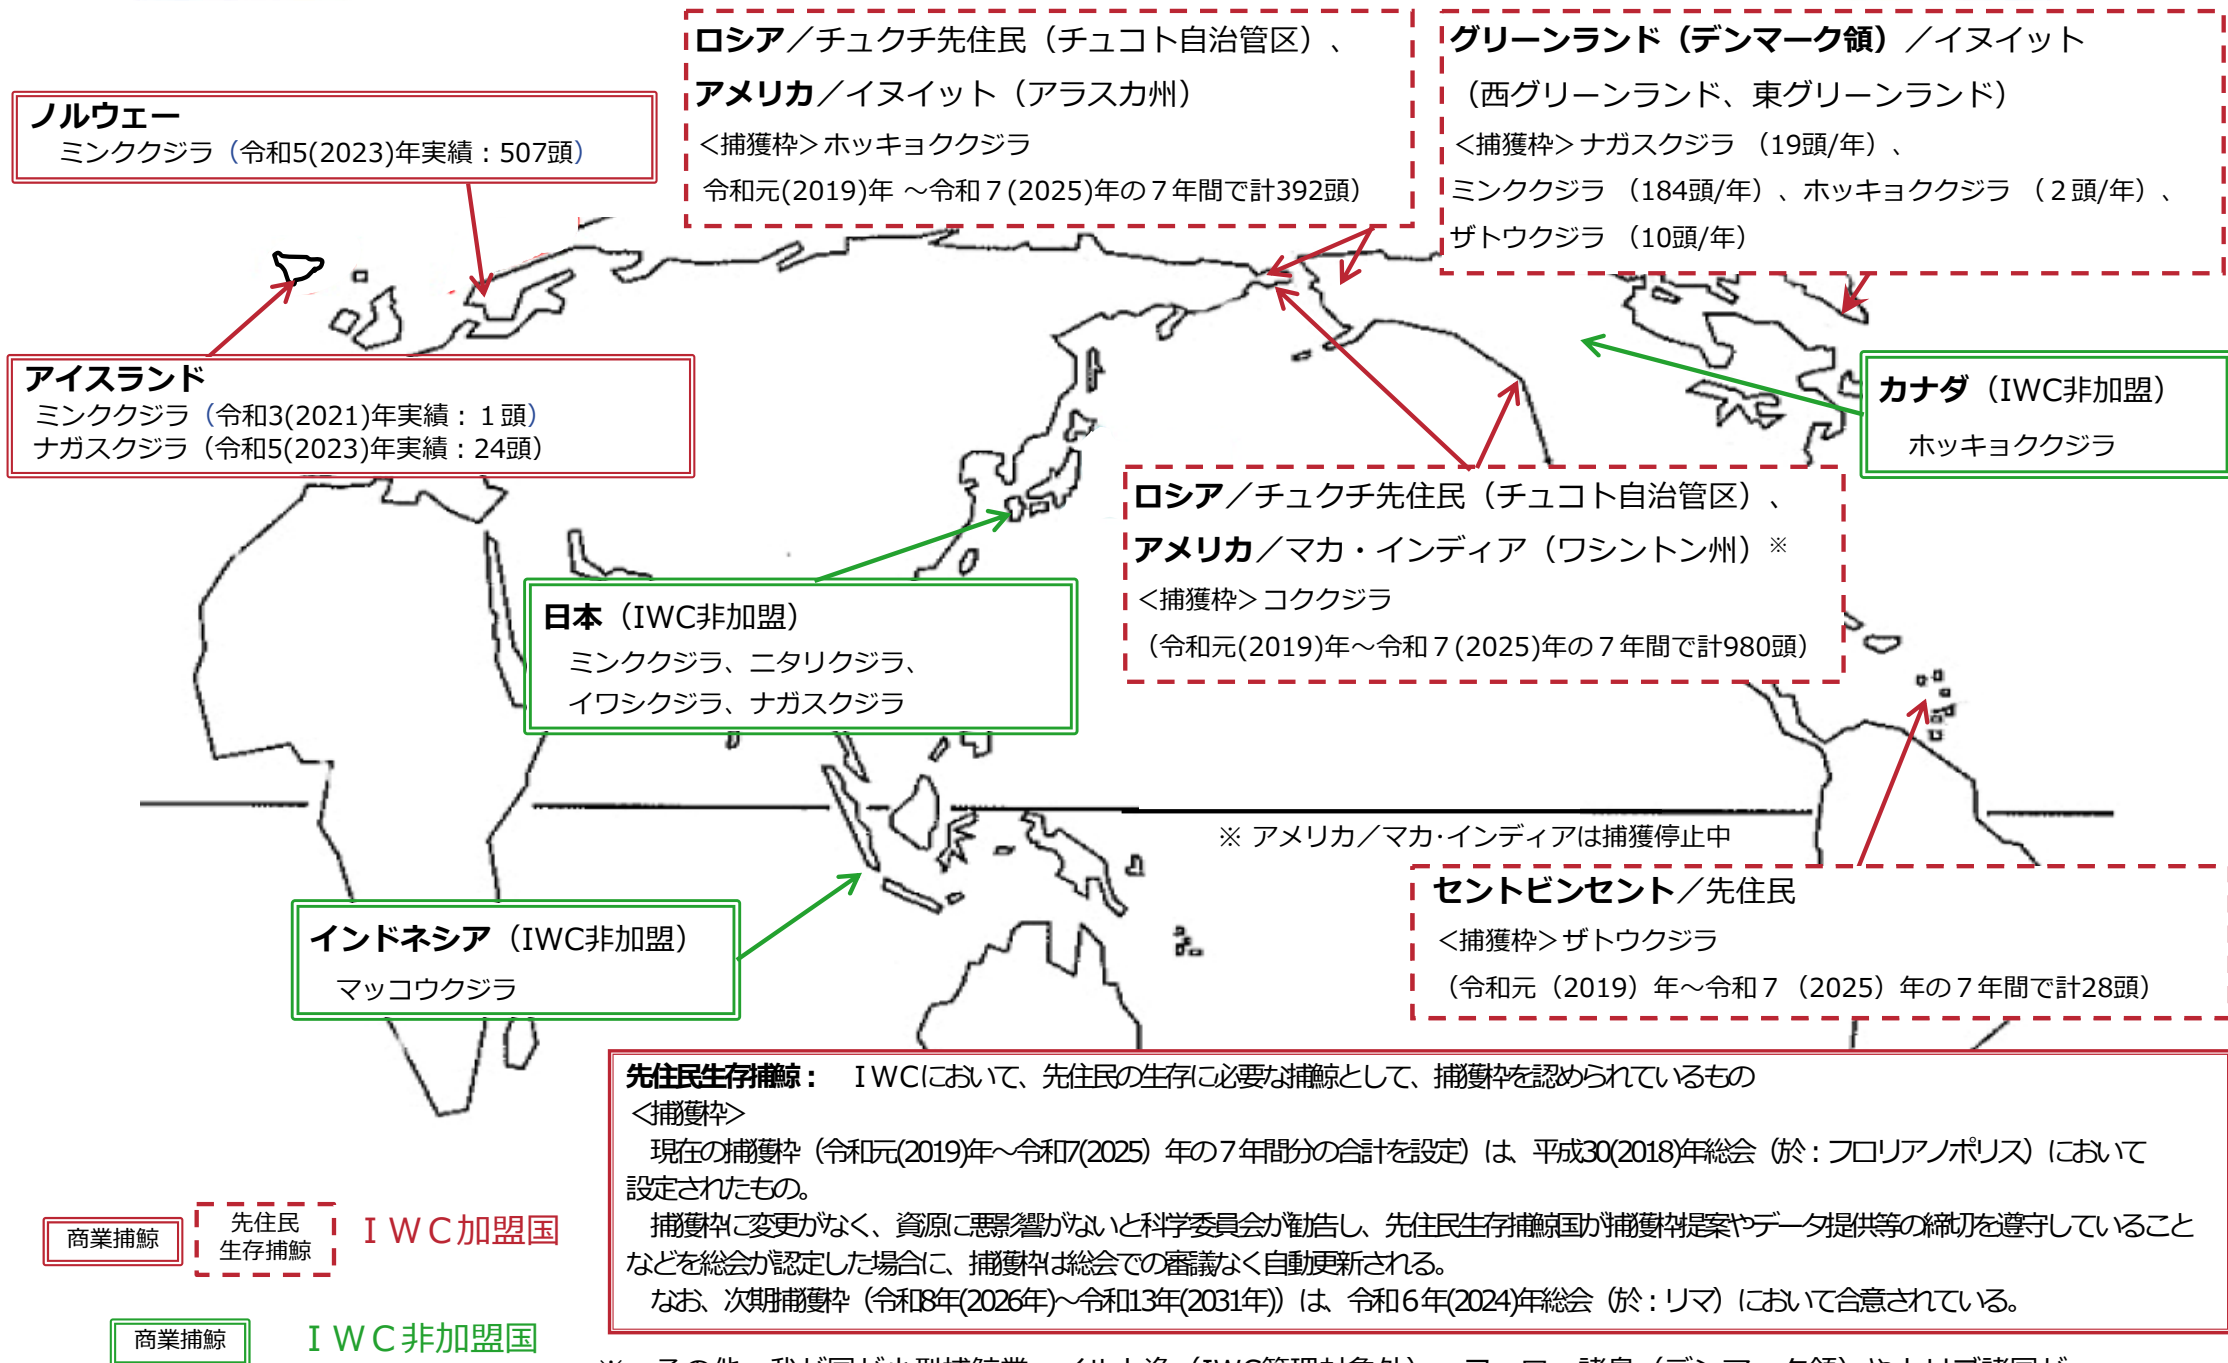 ロシア／チュクチ先住民（チュコト自治管区）、
アメリカ／イヌイット（アラスカ州）
＜捕獲枠＞ホッキョククジラ
令和元(2019)年 ～令和７(2025)年の７年間で計392頭）
グリーンランド（デンマーク領）／イヌイット
（西グリーンランド、東グリーンランド）
＜捕獲枠＞ナガスクジラ （19頭/年）、
ミンククジラ （184頭/年）、ホッキョククジラ （２頭/年）、
ザトウクジラ （10頭/年）
ノルウェー
ミンククジラ（令和5(2023)年実績：507頭）
アイスランド
ミンククジラ（令和3(2021)年実績：１頭）
ナガスクジラ（令和5(2023)年実績：24頭）
カナダ（IWC非加盟）
ホッキョククジラ
ロシア／チュクチ先住民（チュコト自治管区）、
アメリカ／マカ・インディア（ワシントン州）※
＜捕獲枠＞コククジラ
（令和元(2019)年～令和７(2025)年の７年間で計980頭）
日本（IWC非加盟）
ミンククジラ、ニタリクジラ、
イワシクジラ、ナガスクジラ
※ アメリカ／マカ･インディアは捕獲停止中
セントビンセント／先住民
＜捕獲枠＞ザトウクジラ
（令和元（2019）年～令和７（2025）年の７年間で計28頭）
インドネシア（IWC非加盟）
マッコウクジラ
先住民生存捕鯨： ＩＷCにおいて、先住民の生存に必要な捕鯨として、捕獲枠を認められているもの
＜捕獲枠＞
現在の捕獲枠（令和元(2019)年～令和7(2025）年の７年間分の合計を設定）は、平成30(2018)年総会（於：フロリアノポリス）において
設定されたもの。
捕獲枠に変更がなく、資源に悪影響がないと科学委員会が勧告し、先住民生存捕鯨国が捕獲枠提案やデータ提供等の締切を遵守していること
などを総会が認定した場合に、捕獲枠は総会での審議なく自動更新される。
なお、次期捕獲枠（令和8年(2026年)～令和13年(2031年)）は、令和６年(2024)年総会（於：リマ）において合意されている。
商業捕鯨
先住民
生存捕鯨
ＩＷＣ加盟国
商業捕鯨
ＩＷＣ非加盟国